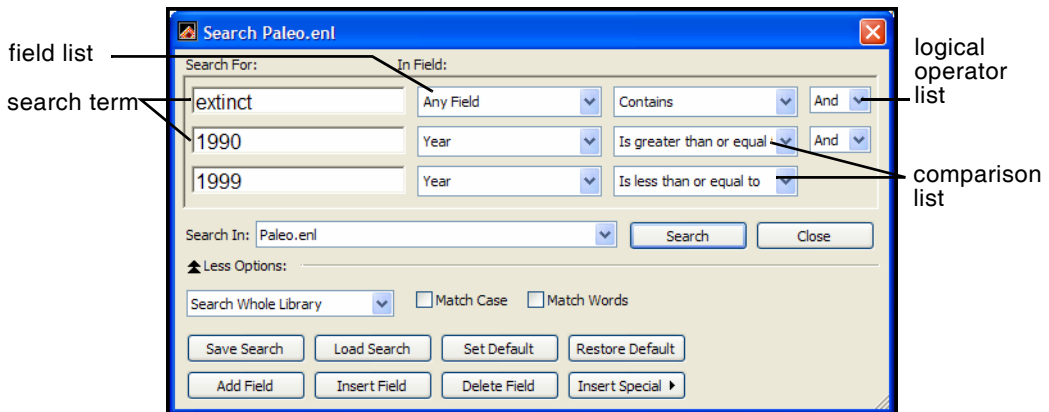 Search Paleo.enl
field list
Search For: In Field:
logical
operator
list
search term
extinct Any Field Contains And
1990 Year Is greater than or equal And
1999 Year Is less than or equal to
comparison
list
Search In: Paleo.enl Search Close
Less Options:
Search Whole Library Match Case Match Words
Save Search Load Search Set Default Restore Default
Add Field Insert Field Delete Field Insert Special